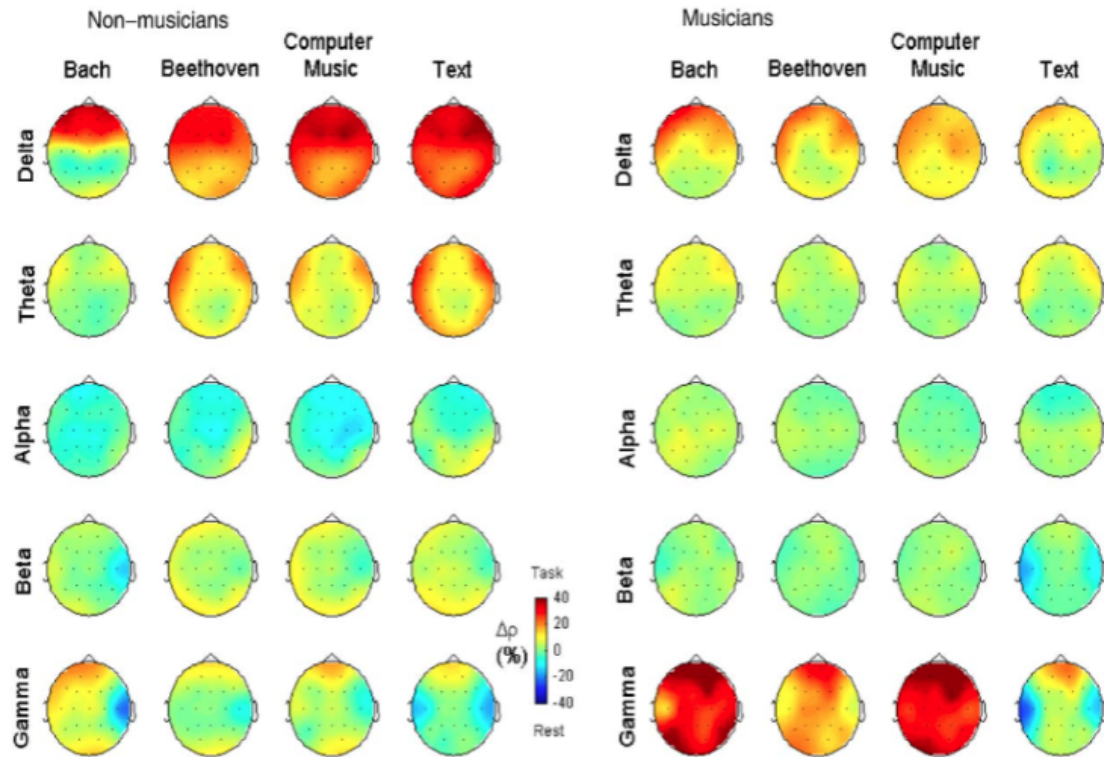 Non-musicians
Musicians
Bach Beethoven Computer Music Text
Bach Beethoven Computer Music Text
Delta
Delta
Theta
Theta
Alpha
Alpha
Beta
Beta
Task
40
20
Δρ
(%)
0
-20
-40
Rest
Gamma
Gamma